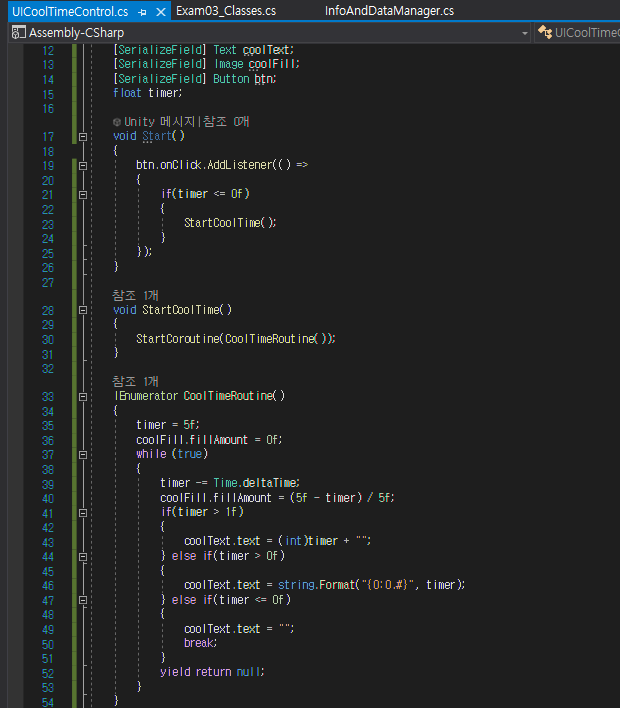 UICoolTimeControl.cs Exam03_Classes.cs InfoAndDataManager.cs
Assembly-CSharp UICoolTimeC
12 [SerializeField] Text coolText;
13 [SerializeField] Image coolFill;
14 [SerializeField] Button btn;
15 float timer;
16
Unity 메시지|참조 0개
17 void Start()
18 {
19 btn.onClick.AddListener(() =>
20 {
21 if(timer <= 0f)
22 {
23 StartCoolTime();
24 }
25 });
26 }
27
참조 1개
28 void StartCoolTime()
29 {
30 StartCoroutine(CoolTimeRoutine());
31 }
32
참조 1개
33 IEnumerator CoolTimeRoutine()
34 {
35 timer = 5f;
36 coolFill.fillAmount = 0f;
37 while (true)
38 {
39 timer -= Time.deltaTime;
40 coolFill.fillAmount = (5f - timer) / 5f;
41 if(timer > 1f)
42 {
43 coolText.text = (int)timer + "";
44 } else if(timer > 0f)
45 {
46 coolText.text = string.Format("{0:0.#}", timer);
47 } else if(timer <= 0f)
48 {
49 coolText.text = "";
50 break;
51 }
52 yield return null;
53 }
54 }